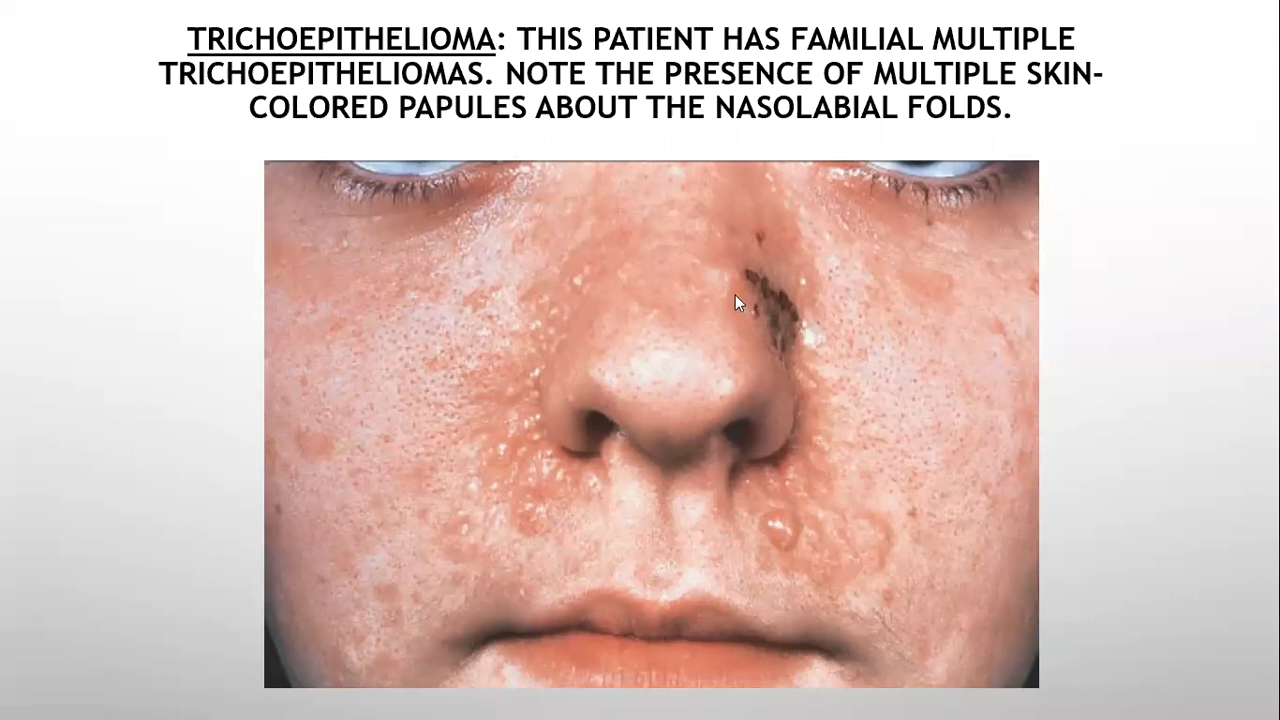 TRICHOEPITHELIOMA: THIS PATIENT HAS FAMILIAL MULTIPLE
TRICHOEPITHELIOMAS. NOTE THE PRESENCE OF MULTIPLE SKIN-
COLORED PAPULES ABOUT THE NASOLABIAL FOLDS.